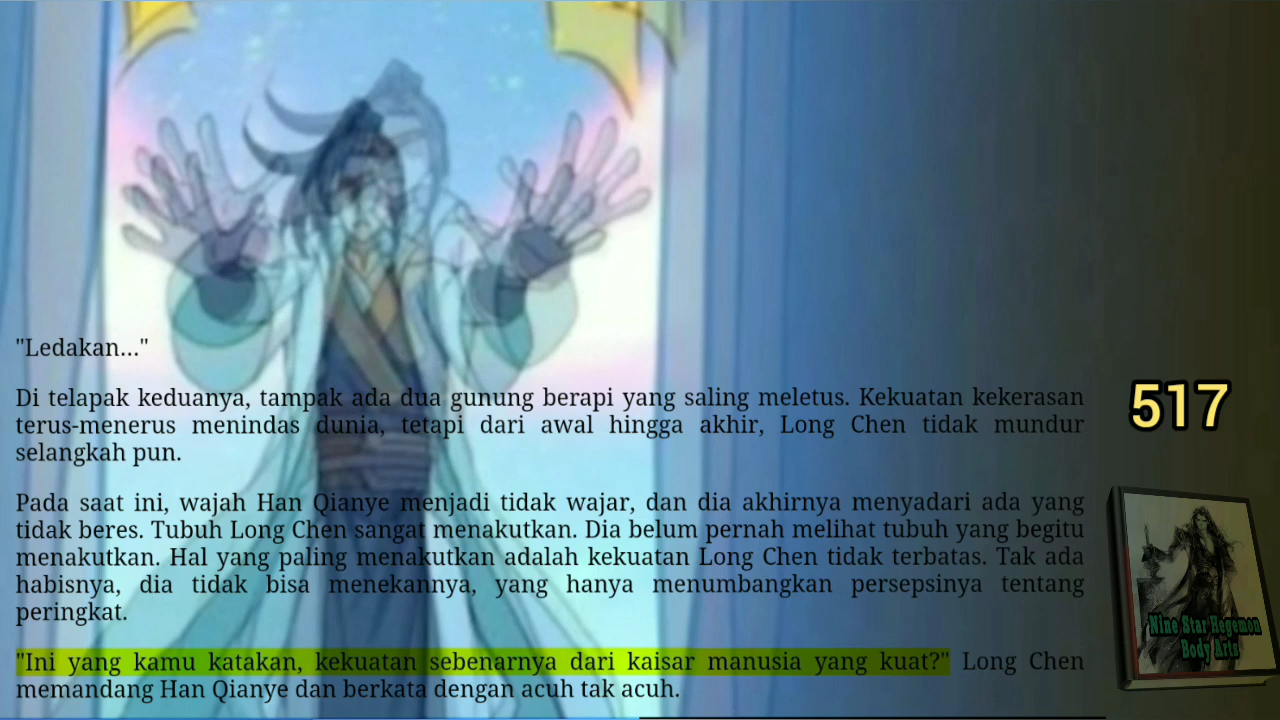 "Ledakan..."
Di telapak keduanya, tampak ada dua gunung berapi yang saling meletus. Kekuatan kekerasan
terus-menerus menindas dunia, tetapi dari awal hingga akhir, Long Chen tidak mundur
selangkah pun.
Pada saat ini, wajah Han Qianye menjadi tidak wajar, dan dia akhirnya menyadari ada yang
tidak beres. Tubuh Long Chen sangat menakutkan. Dia belum pernah melihat tubuh yang begitu
menakutkan. Hal yang paling menakutkan adalah kekuatan Long Chen tidak terbatas. Tak ada
habisnya, dia tidak bisa menekannya, yang hanya menumbangkan persepsinya tentang
peringkat.
"Ini yang kamu katakan, kekuatan sebenarnya dari kaisar manusia yang kuat?" Long Chen
memandang Han Qianye dan berkata dengan acuh tak acuh.
517
Nine Star Hegemon
Body Arts